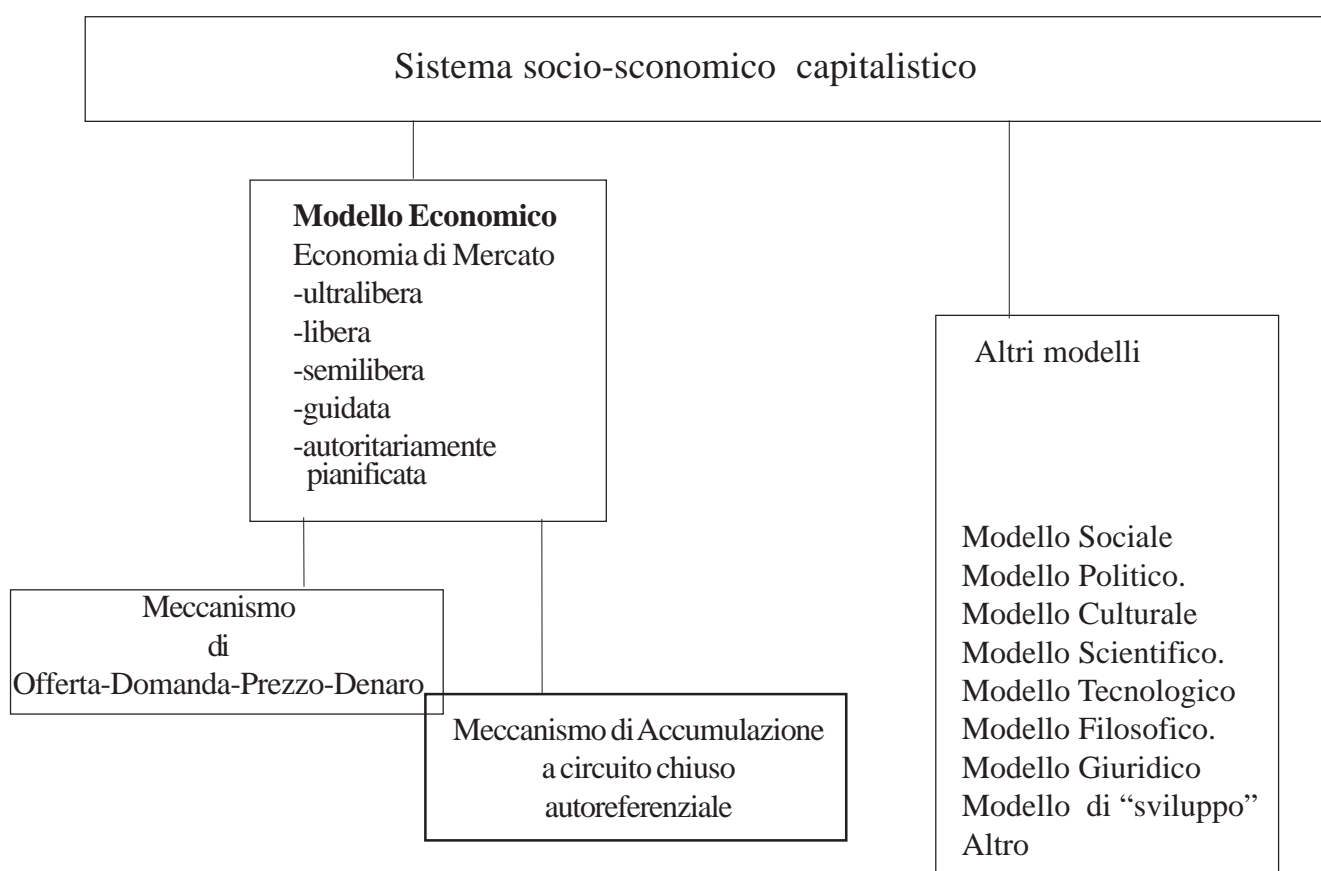 Sistema socio-sconomico capitalistico
Modello Economico
Economia di Mercato
-ultralibera
-libera
-semilibera
-guidata
-autoritariamente
pianificata
Meccanismo
di
Offerta-Domanda-Prezzo-Denaro
Meccanismo di Accumulazione
a circuito chiuso
autoreferenziale
Altri modelli
Modello Sociale
Modello Politico.
Modello Culturale
Modello Scientifico.
Modello Tecnologico
Modello Filosofico.
Modello Giuridico
Modello di “sviluppo”
Altro